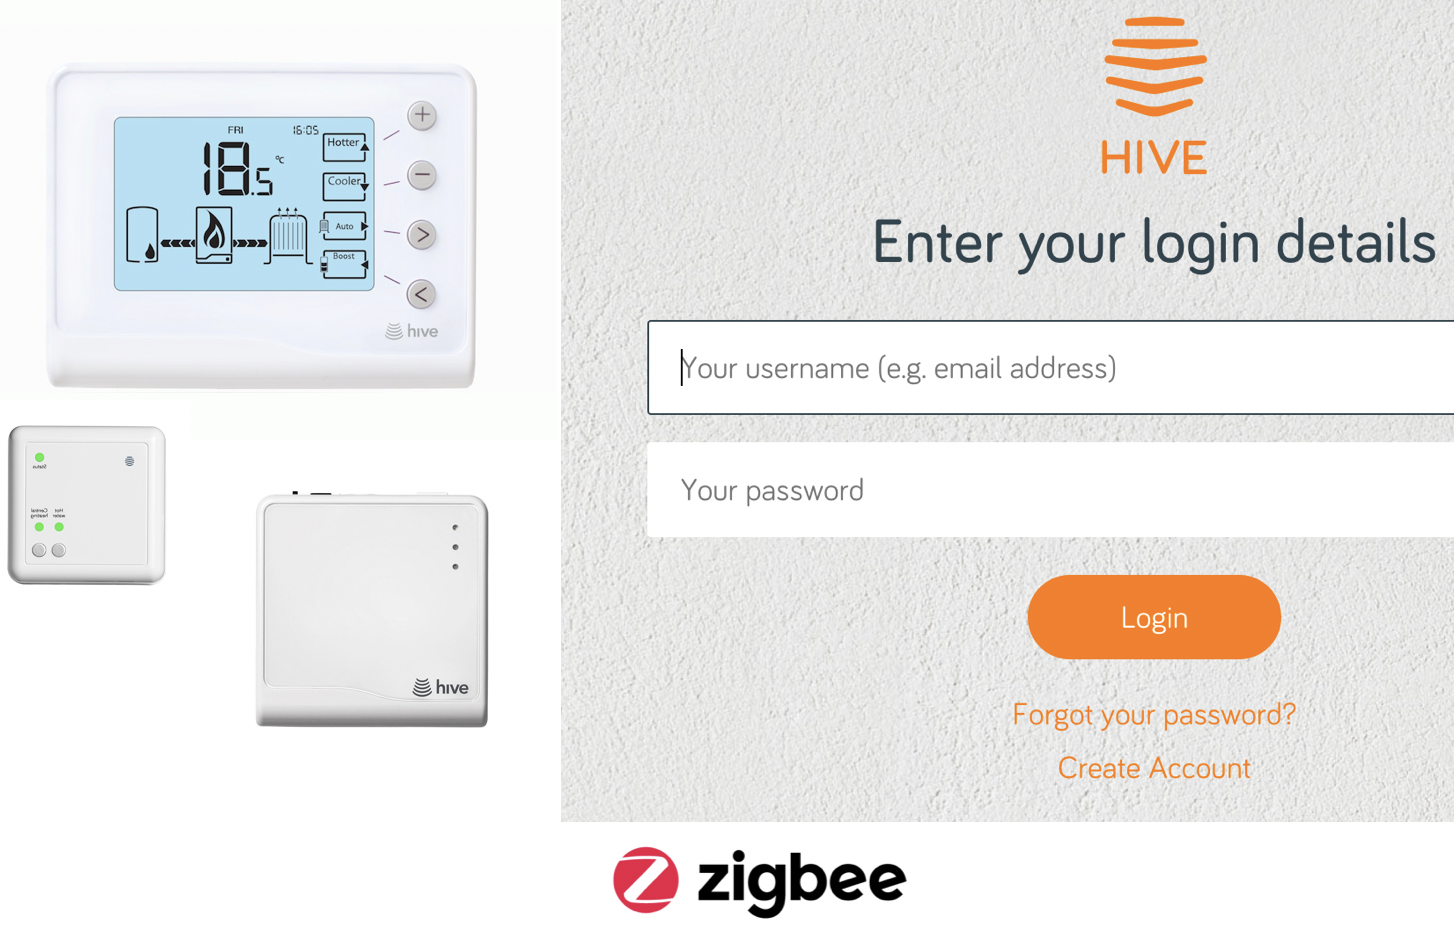 FRI 16:05
18.5 °C
Hotter
Cooler
Auto
Boost
hive
Status
Central heating
Hot water
hive
HIVE
Enter your login details
Your username (e.g. email address)
Your password
Login
Forgot your password?
Create Account
zigbee